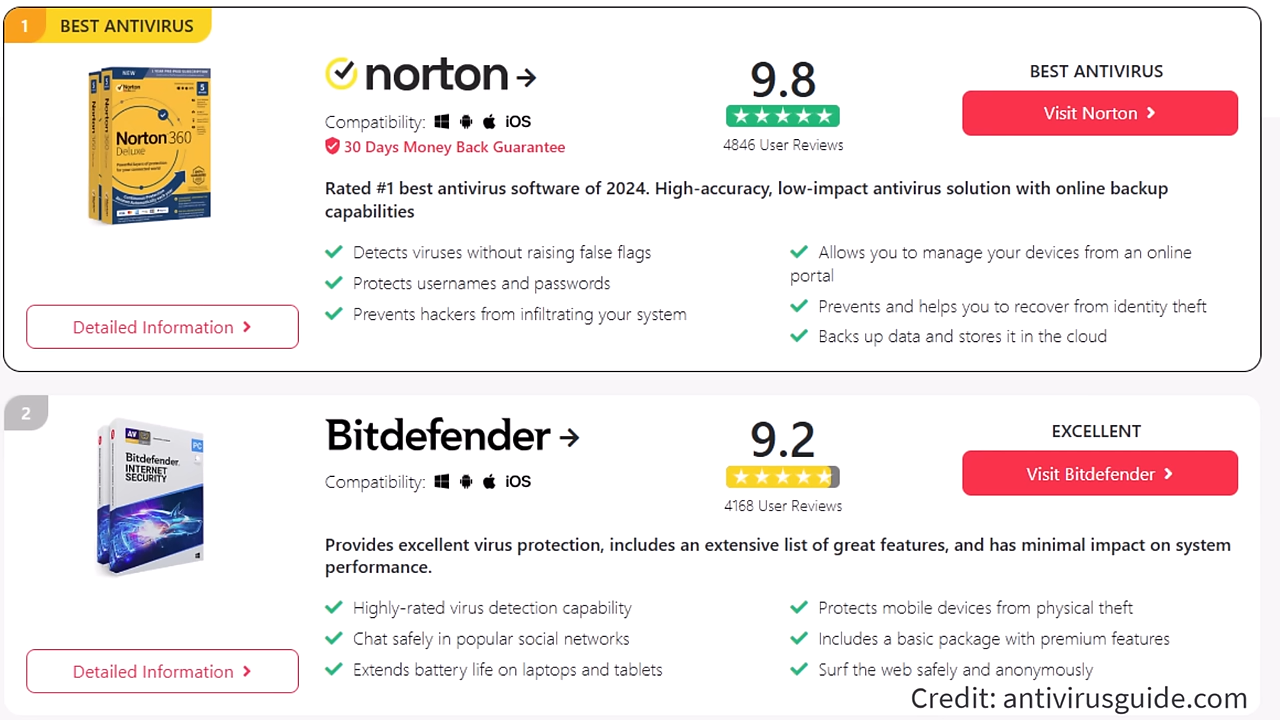 1 BEST ANTIVIRUS
NEW
Norton
5
Norton 360
Deluxe
norton
Compatibility: iOS
30 Days Money Back Guarantee
9.8
4846 User Reviews
BEST ANTIVIRUS
Visit Norton
Rated #1 best antivirus software of 2024. High-accuracy, low-impact antivirus solution with online backup
capabilities
Detects viruses without raising false flags
Protects usernames and passwords
Prevents hackers from infiltrating your system
Allows you to manage your devices from an online
portal
Prevents and helps you to recover from identity theft
Backs up data and stores it in the cloud
Detailed Information
2
AV
PC
Bitdefender
INTERNET
SECURITY
Bitdefender
Compatibility: iOS
9.2
4168 User Reviews
EXCELLENT
Visit Bitdefender
Provides excellent virus protection, includes an extensive list of great features, and has minimal impact on system
performance.
Highly-rated virus detection capability
Chat safely in popular social networks
Extends battery life on laptops and tablets
Protects mobile devices from physical theft
Includes a basic package with premium features
Surf the web safely and anonymously
Detailed Information
Credit: antivirusguide.com